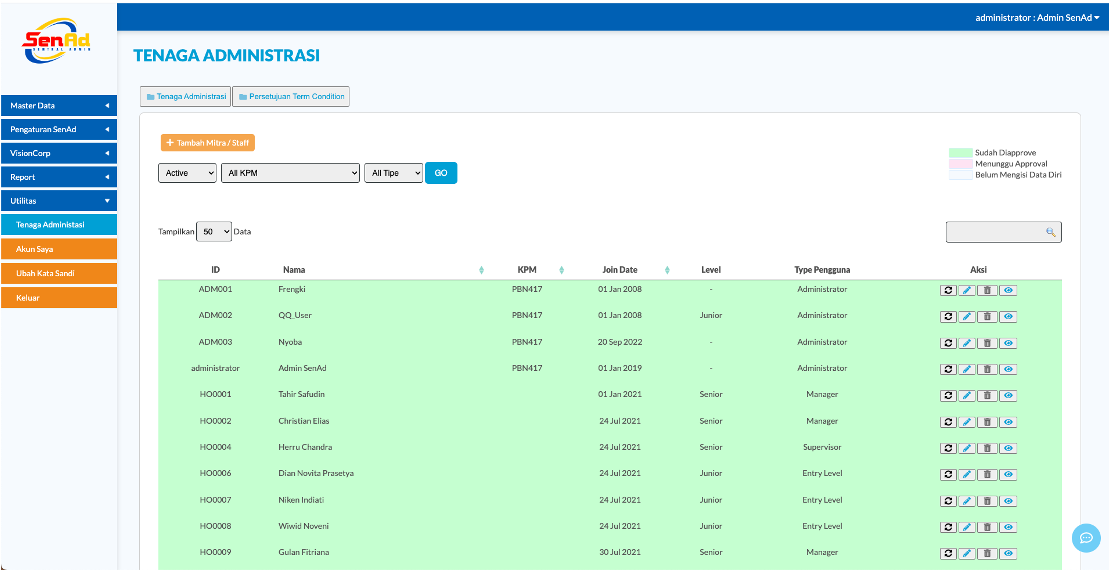 administrator : Admin SenAd
SenAd
CENTRAL ADMIN
TENAGA ADMINISTRASI
Tenaga Administrasi
Persetujuan Term Condition
Master Data
Pengaturan SenAd
VisionCorp
Report
Utilitas
Tenaga Administasi
Akun Saya
Ubah Kata Sandi
Keluar
Tambah Mitra / Staff
Active All KPM All Tipe GO
Sudah Diapprove
Menunggu Approval
Belum Mengisi Data Diri
Tampilkan 50 Data
ID Nama KPM Join Date Level Type Pengguna Aksi
ADM001 Frengki PBN417 01 Jan 2008 - Administrator
ADM002 QQ_User PBN417 01 Jan 2008 Junior Administrator
ADM003 Nyoba PBN417 20 Sep 2022 - Administrator
administrator Admin SenAd PBN417 01 Jan 2019 - Administrator
HO0001 Tahir Safudin 01 Jan 2021 Senior Manager
HO0002 Christian Elias 24 Jul 2021 Senior Manager
HO0004 Herru Chandra 24 Jul 2021 Senior Supervisor
HO0006 Dian Novita Prasetya 24 Jul 2021 Junior Entry Level
HO0007 Niken Indiati 24 Jul 2021 Junior Entry Level
HO0008 Wiwid Noveni 24 Jul 2021 Junior Entry Level
HO0009 Gulan Fitriana 30 Jul 2021 Senior Manager